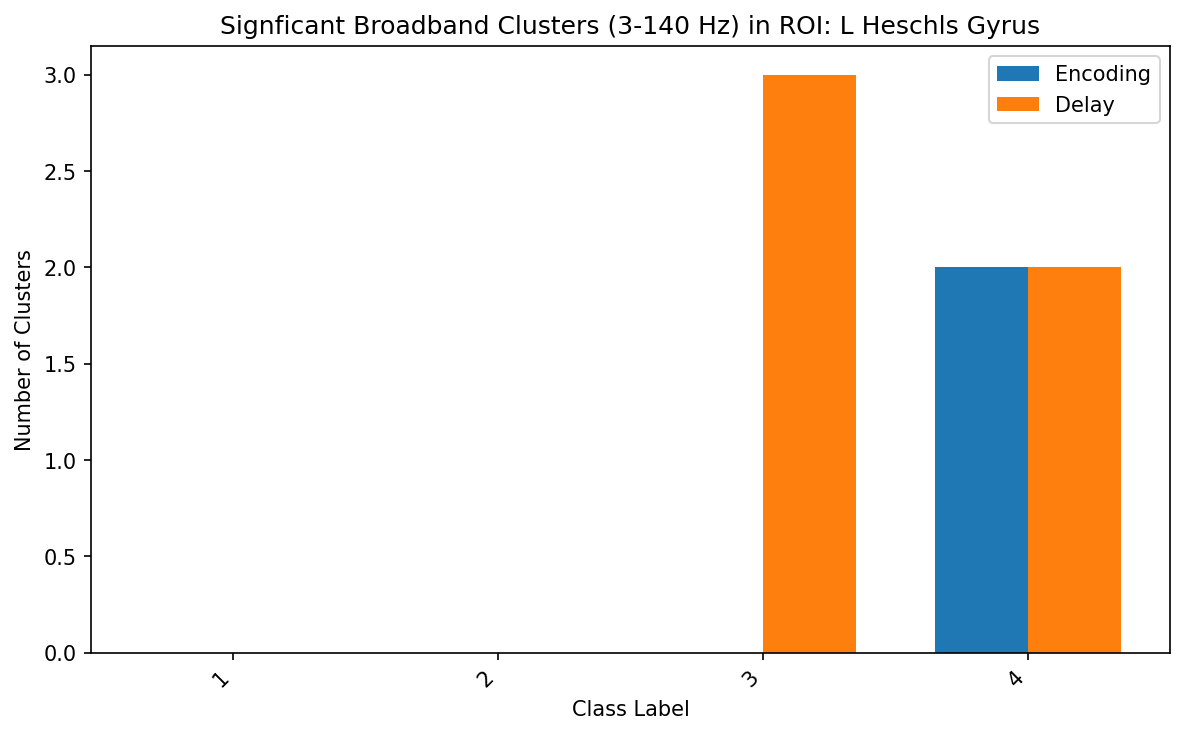 Signficant Broadband Clusters (3-140 Hz) in ROI: L Heschls Gyrus
Encoding
Delay
3.0
2.5
2.0
1.5
1.0
0.5
0.0
Number of Clusters
1
2
3
4
Class Label